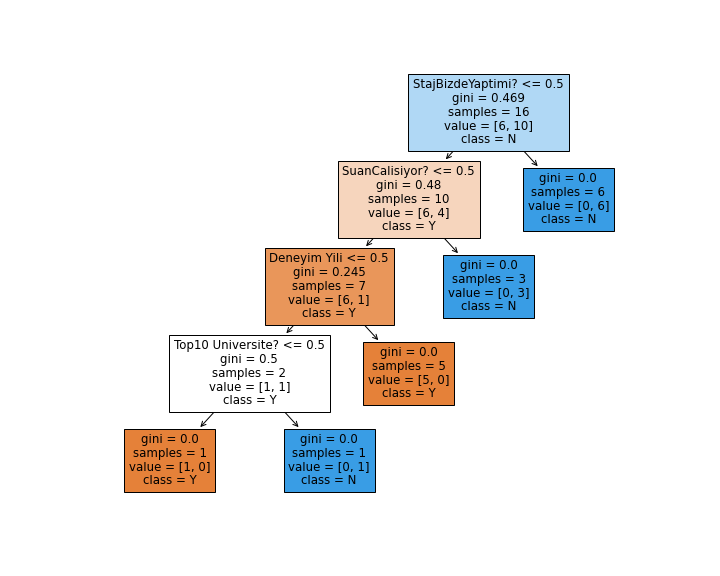 StajBizdeYaptimi? <= 0.5
gini = 0.469
samples = 16
value = [6, 10]
class = N
SuanCalisiyor? <= 0.5
gini = 0.48
samples = 10
value = [6, 4]
class = Y
gini = 0.0
samples = 6
value = [0, 6]
class = N
Deneyim Yili <= 0.5
gini = 0.245
samples = 7
value = [6, 1]
class = Y
gini = 0.0
samples = 3
value = [0, 3]
class = N
Top10 Universite? <= 0.5
gini = 0.5
samples = 2
value = [1, 1]
class = Y
gini = 0.0
samples = 5
value = [5, 0]
class = Y
gini = 0.0
samples = 1
value = [1, 0]
class = Y
gini = 0.0
samples = 1
value = [0, 1]
class = N